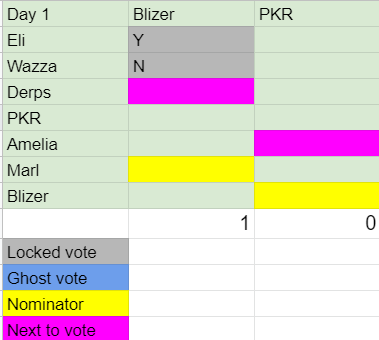 Day 1 Blizer PKR
Eli Y
Wazza N
Derps
PKR
Amelia
Marl
Blizer
1 0
Locked vote
Ghost vote
Nominator
Next to vote